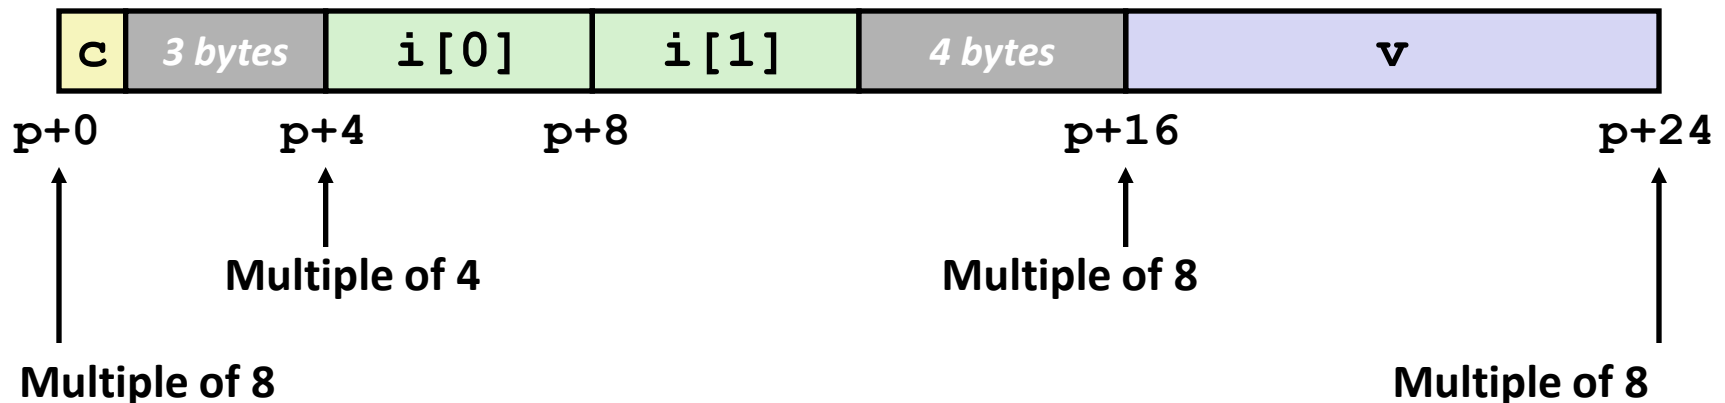 c 3 bytes i[0] i[1] 4 bytes v
p+0 p+4 p+8 p+16 p+24
Multiple of 4 Multiple of 8
Multiple of 8 Multiple of 8